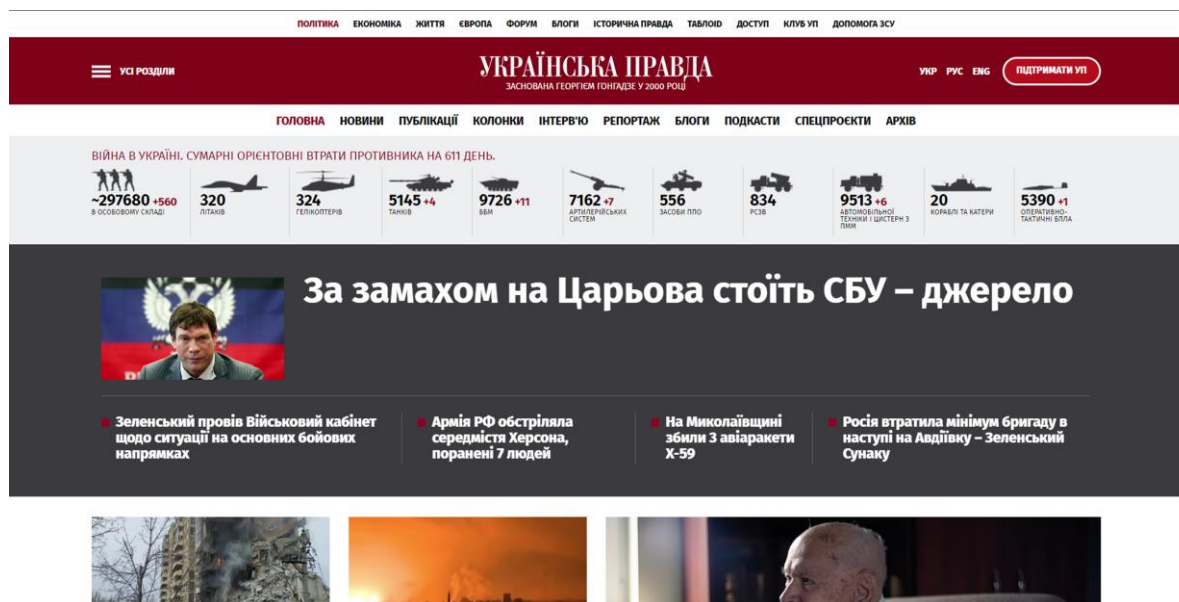 ПОЛІТИКА ЕКОНОМІКА ЖИТТЯ ЄВРОПА ФОРУМ БЛОГИ ІСТОРИЧНА ПРАВДА ТАБЛОІD ДОСТУП КЛУБ УП ДОПОМОГА ЗСУ
УСІ РОЗДІЛИ
УКРАЇНСЬКА ПРАВДА
ЗАСНОВАНА ГЕОРГІЄМ ГОНГАДЗЕ У 2000 РОЦІ
УКР РУС ENG
ПІДТРИМАТИ УП
ГОЛОВНА НОВИНИ ПУБЛІКАЦІЇ КОЛОНКИ ІНТЕРВ'Ю РЕПОРТАЖ БЛОГИ ПОДКАСТИ СПЕЦПРОЄКТИ АРХІВ
ВІЙНА В УКРАЇНІ. СУМАРНІ ОРІЄНТОВНІ ВТРАТИ ПРОТИВНИКА НА 611 ДЕНЬ.
~297680 +560
В ОСОБОВОМУ СКЛАДІ
320
ЛІТАКІВ
324
ГЕЛІКОПТЕРІВ
5145 +4
ТАНКІВ
9726 +11
ББМ
7162 +7
АРТИЛЕРІЙСЬКИХ
СИСТЕМ
556
ЗАСОБИ ППО
834
РСЗВ
9513 +6
АВТОМОБІЛЬНОЇ
ТЕХНІКИ І ЦИСТЕРН З
ПММ
20
КОРАБЛІ ТА КАТЕРИ
5390 +1
ОПЕРАТИВНО-
ТАКТИЧНІ БПЛА
За замахом на Царьова стоїть СБУ – джерело
Зеленський провів Військовий кабінет
щодо ситуації на основних бойових
напрямках
Армія РФ обстріляла
середмістя Херсона,
поранені 7 людей
На Миколаївщині
збили 3 авіаракети
Х-59
Росія втратила мінімум бригаду в
наступі на Авдіївку – Зеленський
Сунаку